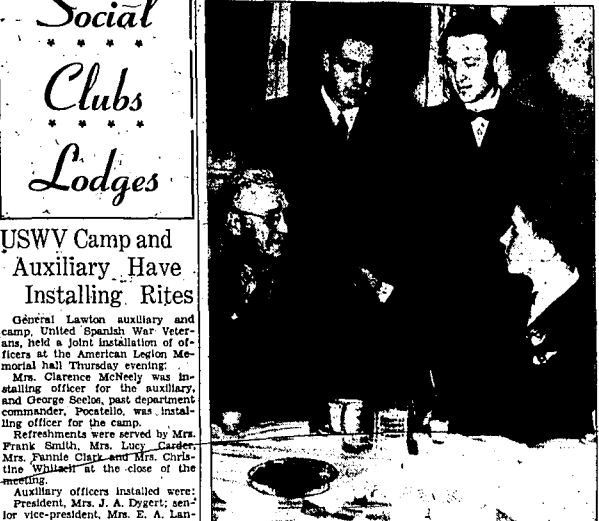 Social
Clubs
Lodges
USWV Camp and
Auxiliary Have
Installing Rites
General Lawton auxiliary and
camp, United Spanish War Veter-
ans, held a joint installation of of-
ficers at the American Legion Me-
morial hall Thursday evening.
Mrs. Clarence McNeely was in-
stalling officer for the auxiliary,
and George Seelos, past department
commander, Pocatello, was instal-
ling officer for the camp.
Refreshments were served by Mrs.
Frank Smith, Mrs. Lucy Carder,
Mrs. Fannie Clark and Mrs. Chris-
tine at the close of the
meeting.
Auxiliary officers installed were:
President, Mrs. J. A. Dygert; sen-
ior vice-president, Mrs. E. A. Lan-